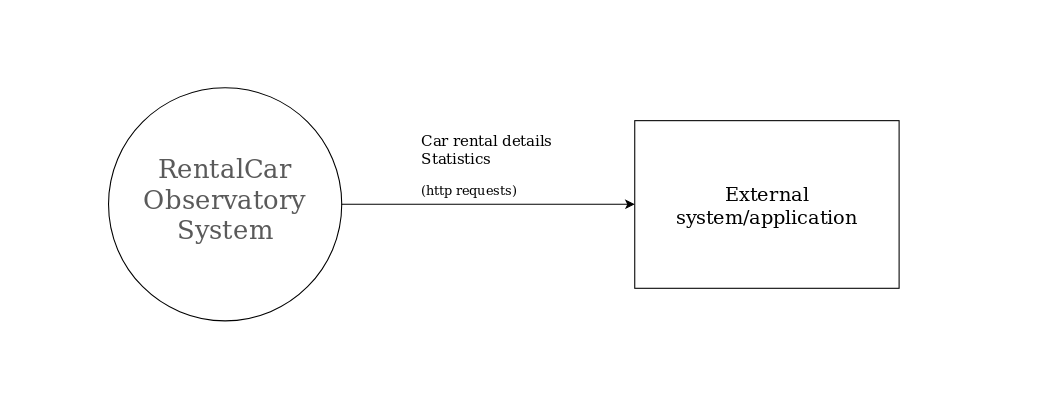 RentalCar
Observatory
System
Car rental details
Statistics
(http requests)
External
system/application